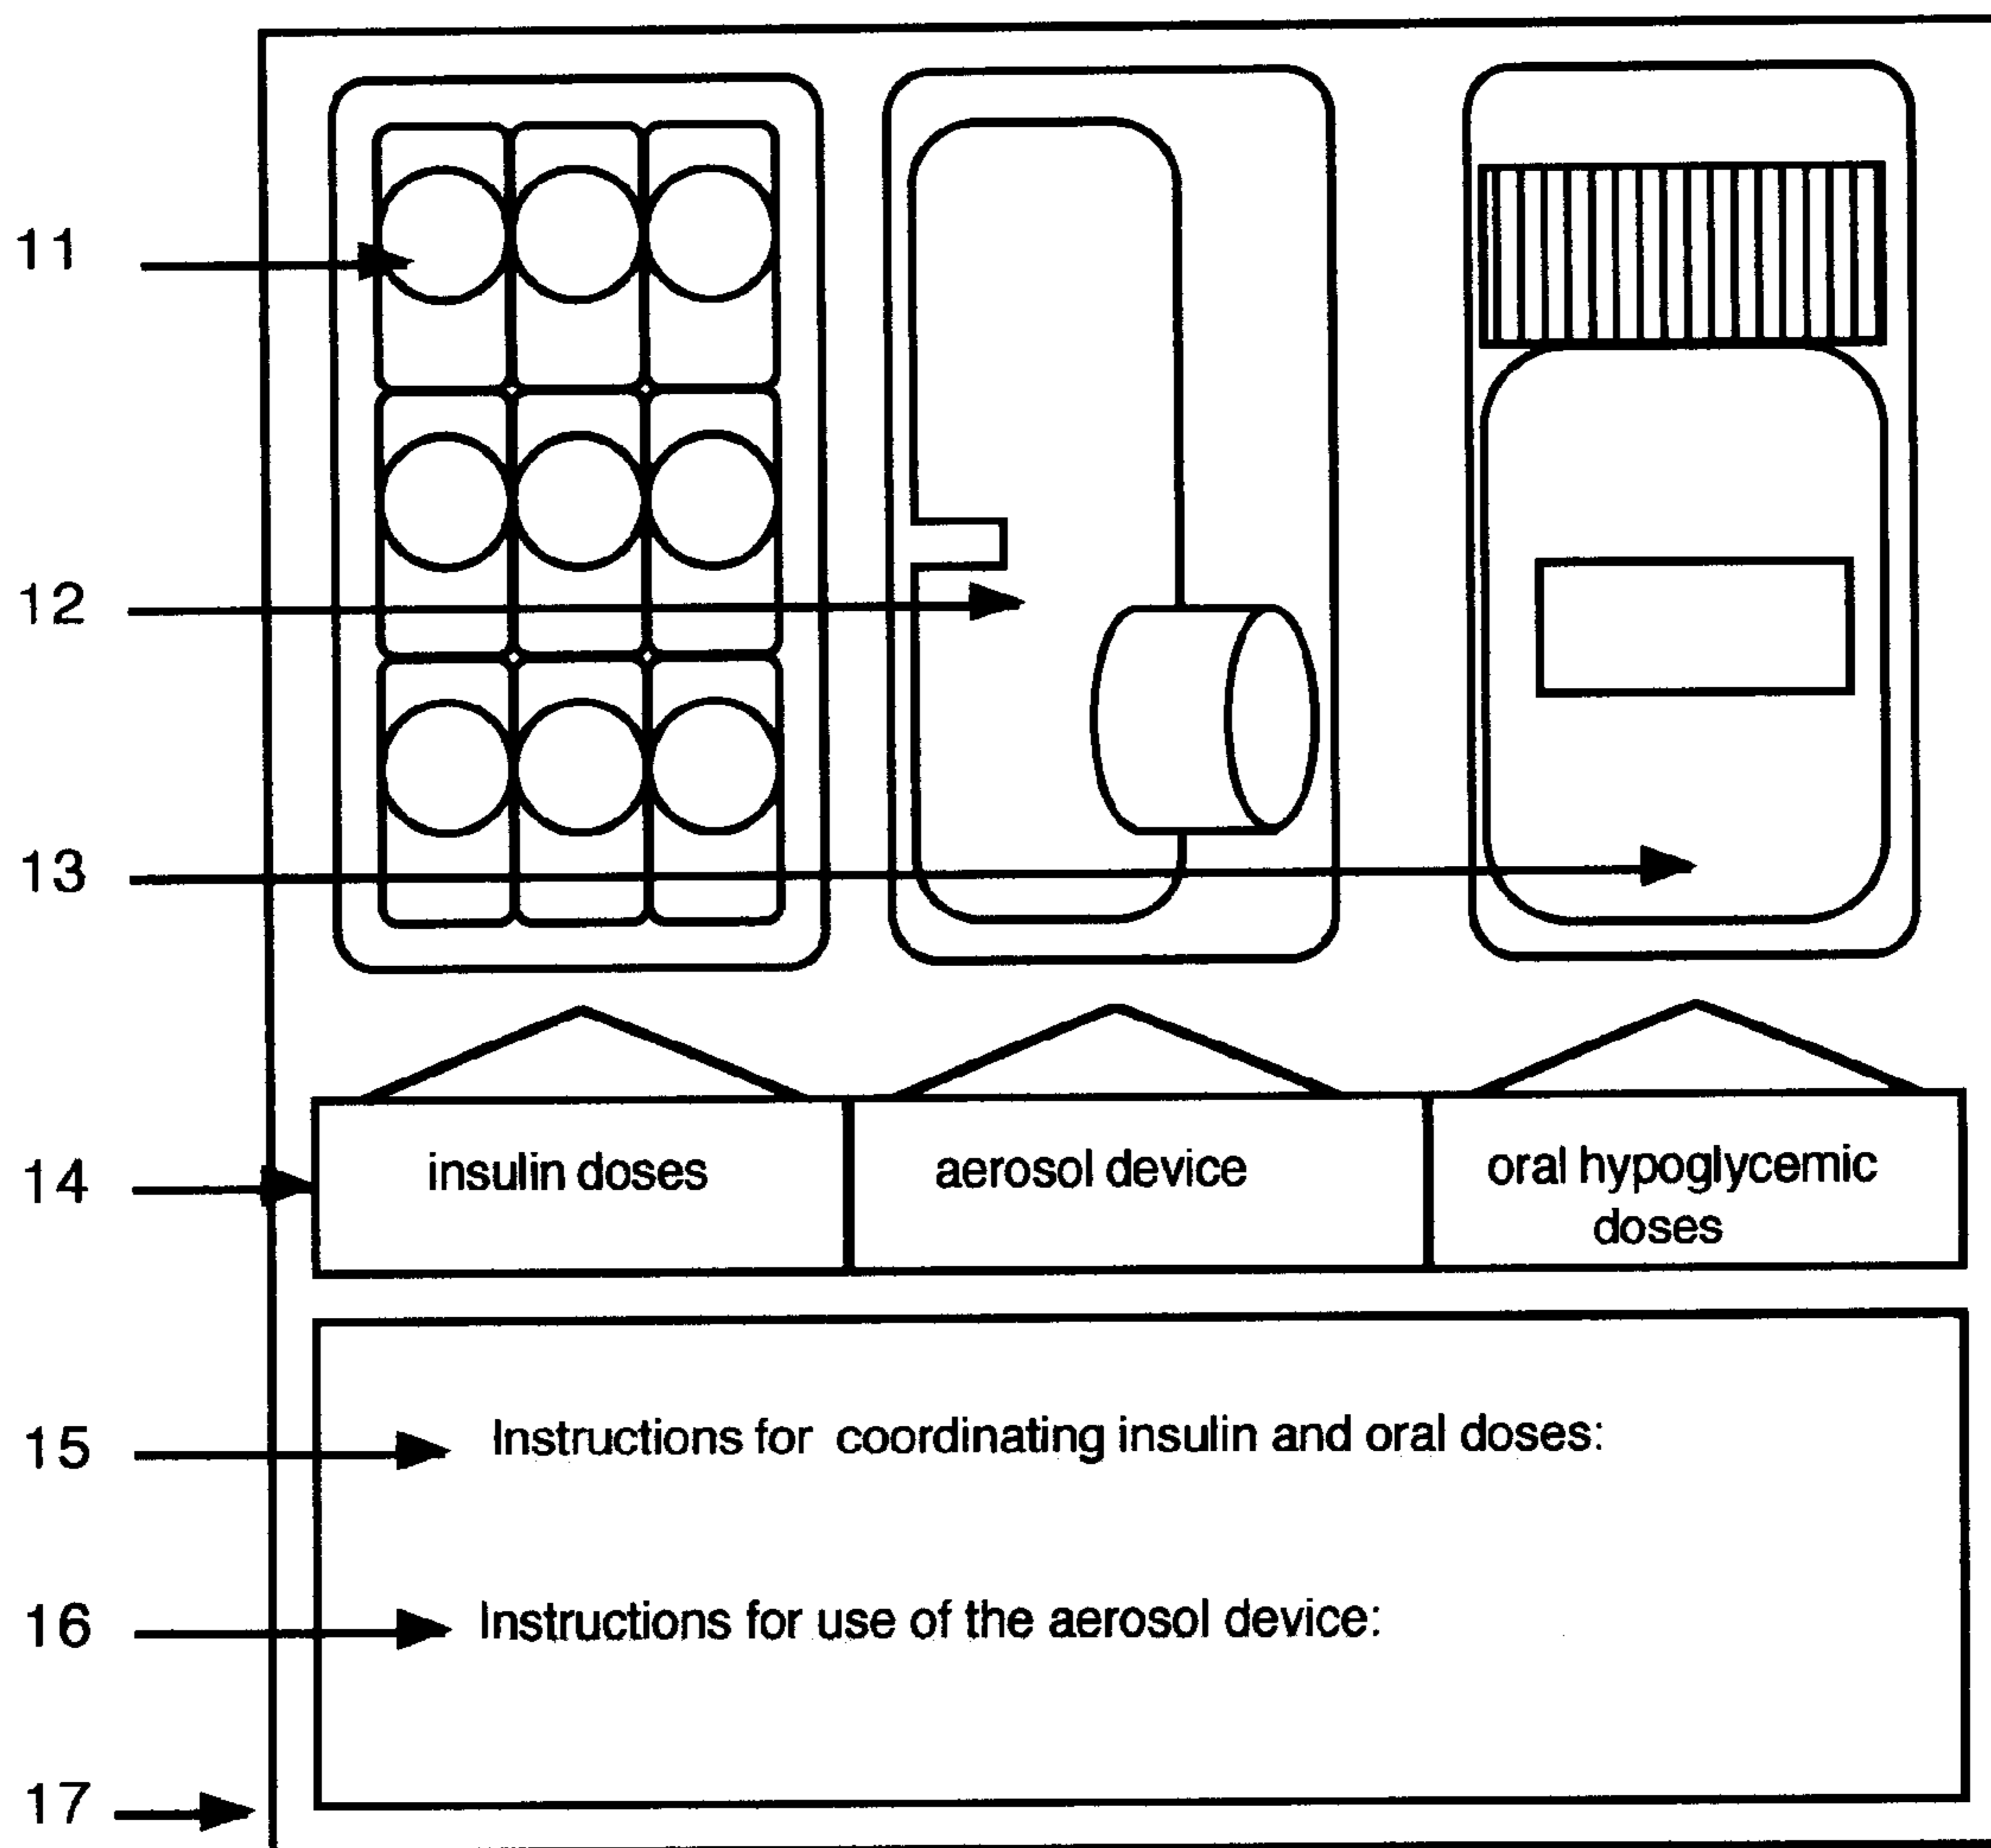 11
12
13
14
insulin doses
aerosol device
oral hypoglycemic
doses
15
Instructions for coordinating insulin and oral doses:
16
Instructions for use of the aerosol device:
17